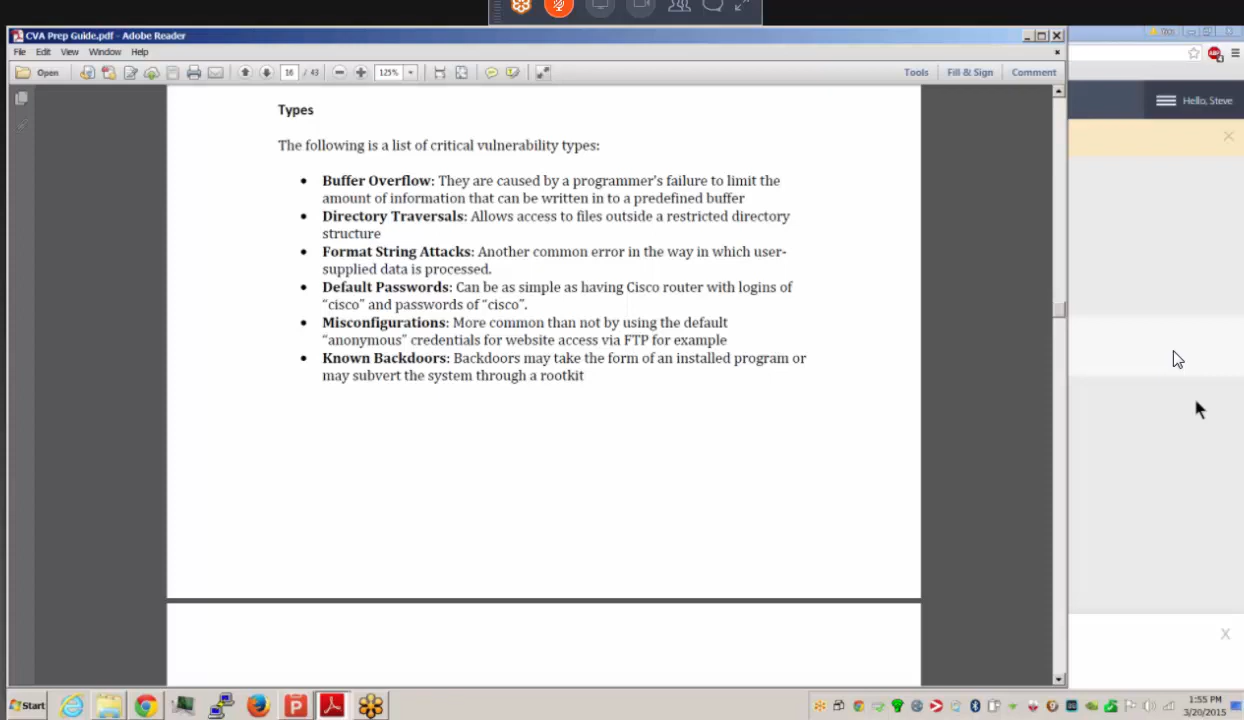 CVA Prep Guide.pdf - Adobe Reader
File Edit View Window Help
Open 16 / 43 125% Tools Fill & Sign Comment
Hello, Steve
Types
The following is a list of critical vulnerability types:
• Buffer Overflow: They are caused by a programmer's failure to limit the
amount of information that can be written in to a predefined buffer
• Directory Traversals: Allows access to files outside a restricted directory
structure
• Format String Attacks: Another common error in the way in which user-
supplied data is processed.
• Default Passwords: Can be as simple as having Cisco router with logins of
"cisco" and passwords of "cisco".
• Misconfigurations: More common than not by using the default
"anonymous" credentials for website access via FTP for example
• Known Backdoors: Backdoors may take the form of an installed program or
may subvert the system through a rootkit
Start
1:55 PM
3/20/2015